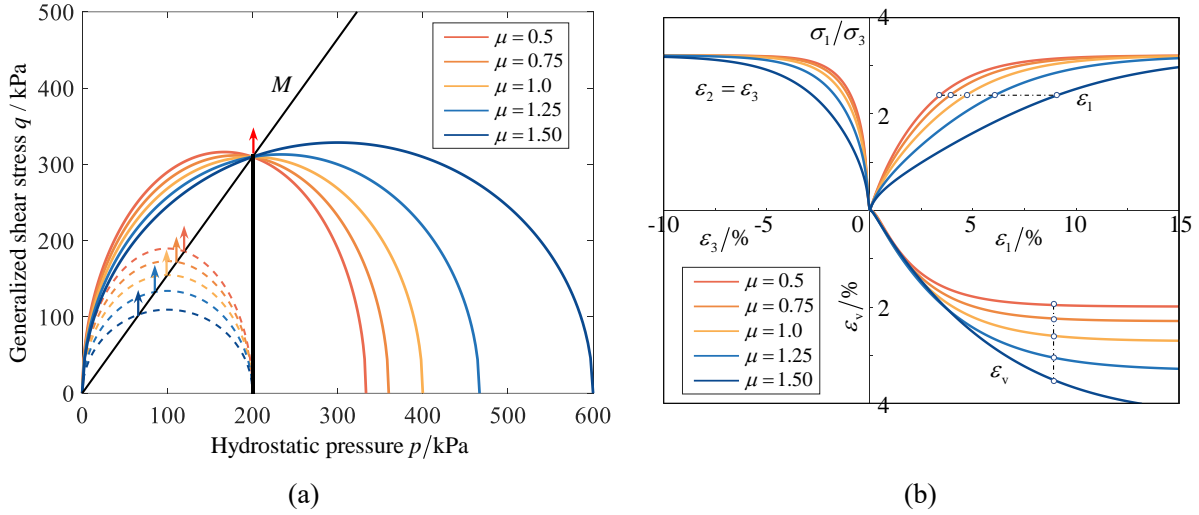 500
400
300
200
100
0
Generalized shear stress q / kPa
M
μ = 0.5
μ = 0.75
μ = 1.0
μ = 1.25
μ = 1.50
0 100 200 300 400 500 600
Hydrostatic pressure p/kPa
(a)
4
σ1/σ3
ε2 = ε3
2
ε1
-10 -5 0 5 10 15
ε3/% ε1/%
μ = 0.5
μ = 0.75
μ = 1.0
μ = 1.25
μ = 1.50
εv/%
2
εv
4
(b)